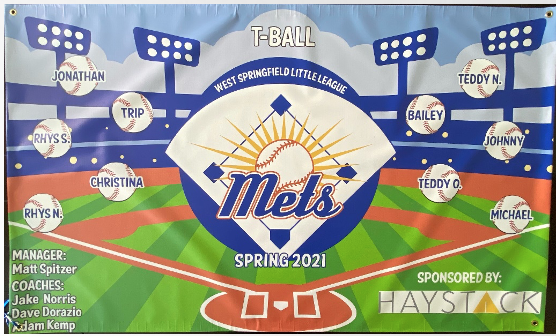 T-BALL
WEST SPRINGFIELD LITTLE LEAGUE
JONATHAN
TRIP
RHYS S.
CHRISTINA
RHYS N.
TEDDY N.
BAILEY
JOHNNY
TEDDY O.
MICHAEL
Mets
SPRING 2021
MANAGER:
Matt Spitzer
COACHES:
Jake Norris
Dave Dorazio
Adam Kemp
SPONSORED BY:
HAYSTACK